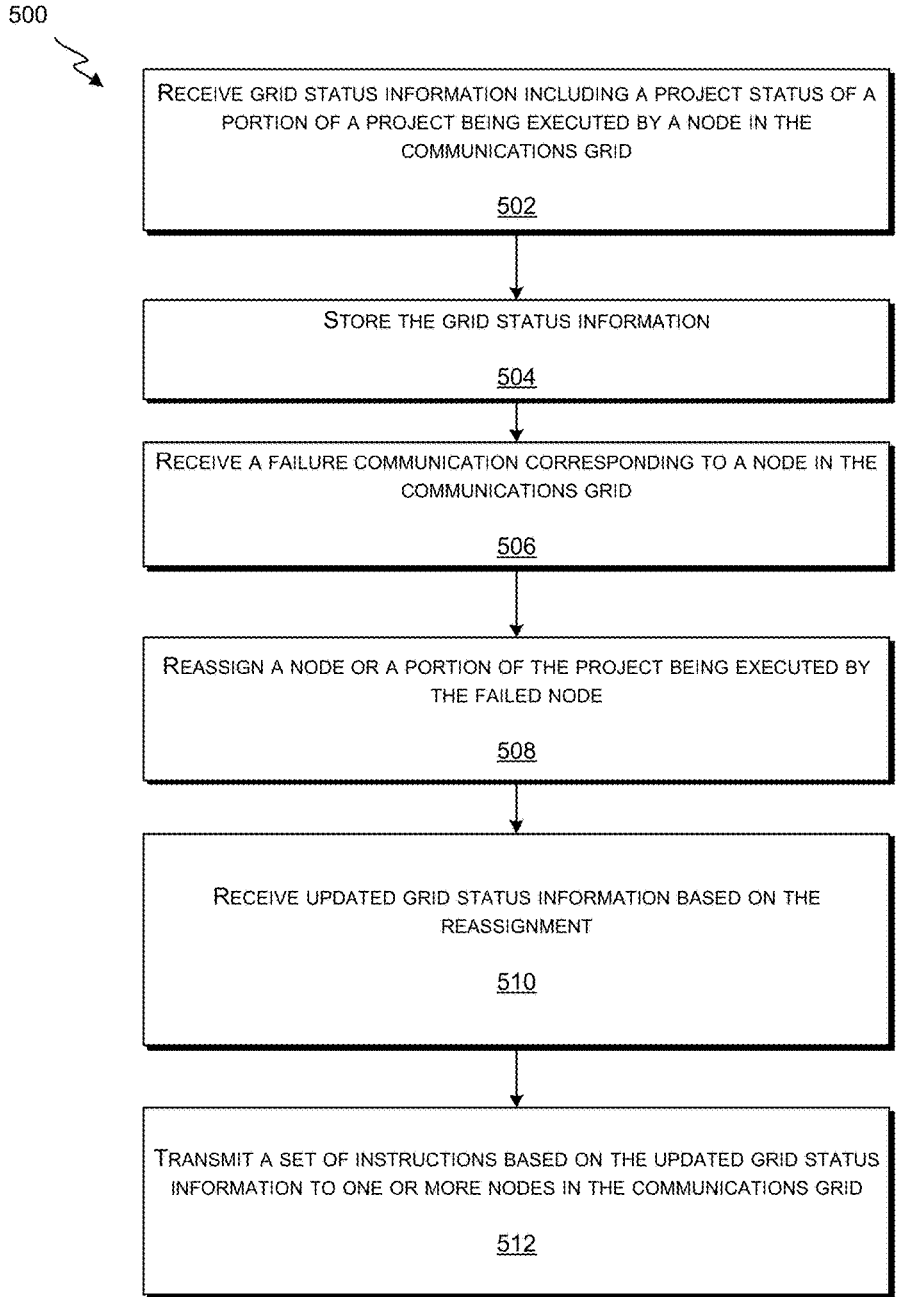 500
RECEIVE GRID STATUS INFORMATION INCLUDING A PROJECT STATUS OF A
PORTION OF A PROJECT BEING EXECUTED BY A NODE IN THE
COMMUNICATIONS GRID
502
STORE THE GRID STATUS INFORMATION
504
RECEIVE A FAILURE COMMUNICATION CORRESPONDING TO A NODE IN THE
COMMUNICATIONS GRID
506
REASSIGN A NODE OR A PORTION OF THE PROJECT BEING EXECUTED BY
THE FAILED NODE
508
RECEIVE UPDATED GRID STATUS INFORMATION BASED ON THE
REASSIGNMENT
510
TRANSMIT A SET OF INSTRUCTIONS BASED ON THE UPDATED GRID STATUS
INFORMATION TO ONE OR MORE NODES IN THE COMMUNICATIONS GRID
512